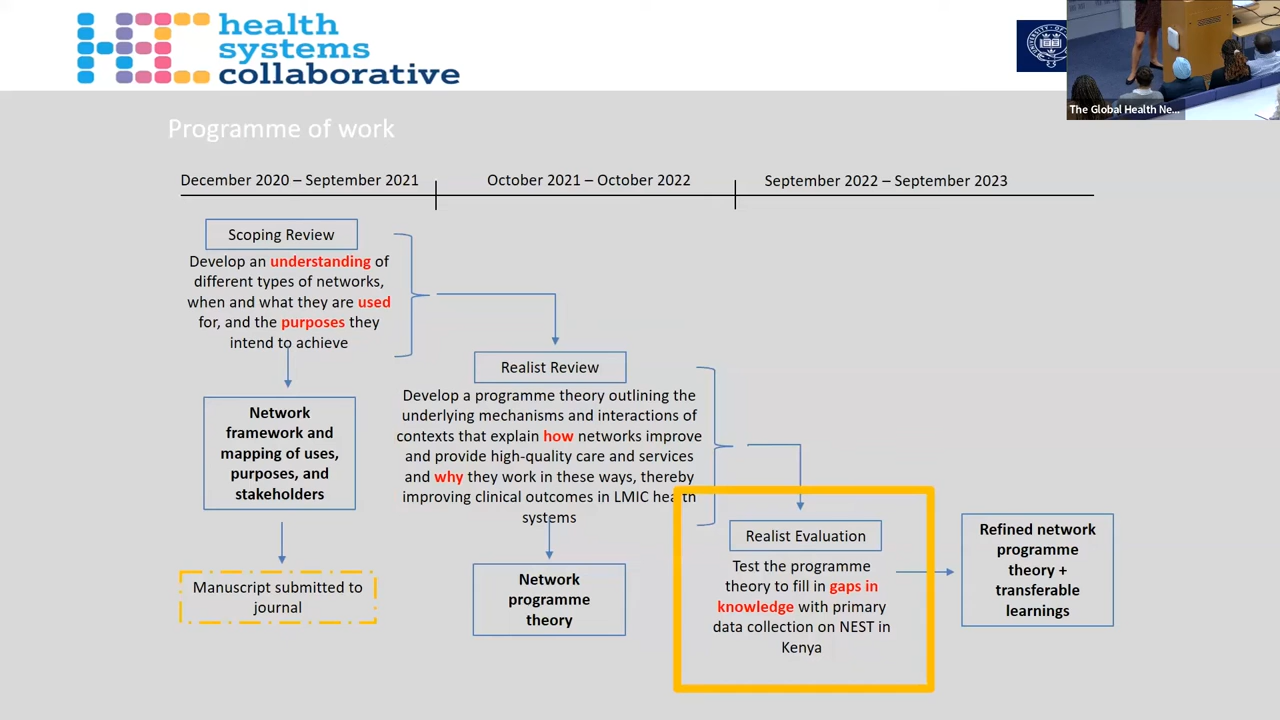 health
systems
collaborative
The Global Health Ne...
Programme of work
December 2020 – September 2021
October 2021 – October 2022
September 2022 – September 2023
Scoping Review
Develop an understanding of
different types of networks,
when and what they are used
for, and the purposes they
intend to achieve
Network
framework and
mapping of uses,
purposes, and
stakeholders
Manuscript submitted to
journal
Realist Review
Develop a programme theory outlining the
underlying mechanisms and interactions of
contexts that explain how networks improve
and provide high-quality care and services
and why they work in these ways, thereby
improving clinical outcomes in LMIC health
systems
Network
programme
theory
Realist Evaluation
Test the programme
theory to fill in gaps in
knowledge with primary
data collection on NEST in
Kenya
Refined network
programme
theory +
transferable
learnings